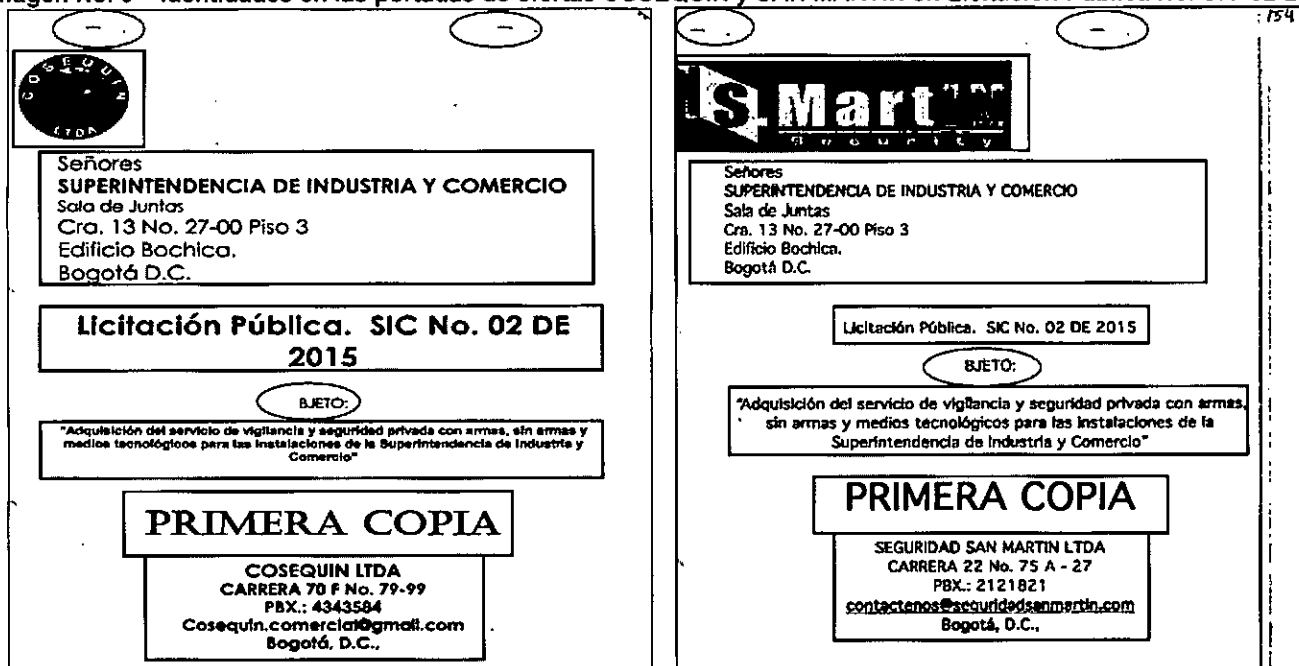 154
COSEQUIN
LTDA
Señores
SUPERINTENDENCIA DE INDUSTRIA Y COMERCIO
Sala de Juntas
Cra. 13 No. 27-00 Piso 3
Edificio Bochica.
Bogotá D.C.
Licitación Pública. SIC No. 02 DE
2015
BJETO:
"Adquisición del servicio de vigilancia y seguridad privada con armas, sin armas y
medios tecnológicos para las instalaciones de la Superintendencia de Industria y
Comercio"
PRIMERA COPIA
COSEQUIN LTDA
CARRERA 70 F No. 79-99
PBX.: 4343584
Cosequin.comercial@gmail.com
Bogotá, D.C.,
S. Martin
Security
Señores
SUPERINTENDENCIA DE INDUSTRIA Y COMERCIO
Sala de Juntas
Cra. 13 No. 27-00 Piso 3
Edificio Bochica.
Bogotá D.C.
Licitación Pública. SIC No. 02 DE 2015
BJETO:
"Adquisición del servicio de vigilancia y seguridad privada con armas,
sin armas y medios tecnológicos para las instalaciones de la
Superintendencia de Industria y Comercio"
PRIMERA COPIA
SEGURIDAD SAN MARTIN LTDA
CARRERA 22 No. 75 A - 27
PBX.: 2121821
contactenos@seguridadsanmartin.com
Bogotá, D.C.,